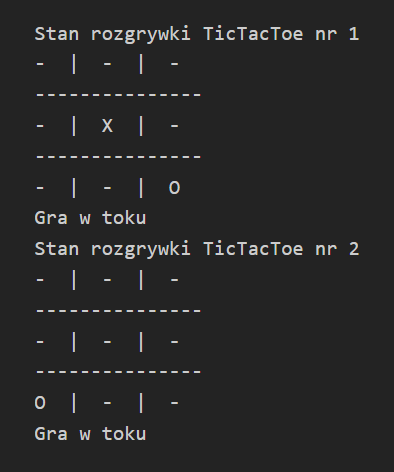 Stan rozgrywki TicTacToe nr 1
-  |  -  |  -
---------------
-  |  X  |  -
---------------
-  |  -  |  O
Gra w toku
Stan rozgrywki TicTacToe nr 2
-  |  -  |  -
---------------
-  |  -  |  -
---------------
O  |  -  |  -
Gra w toku